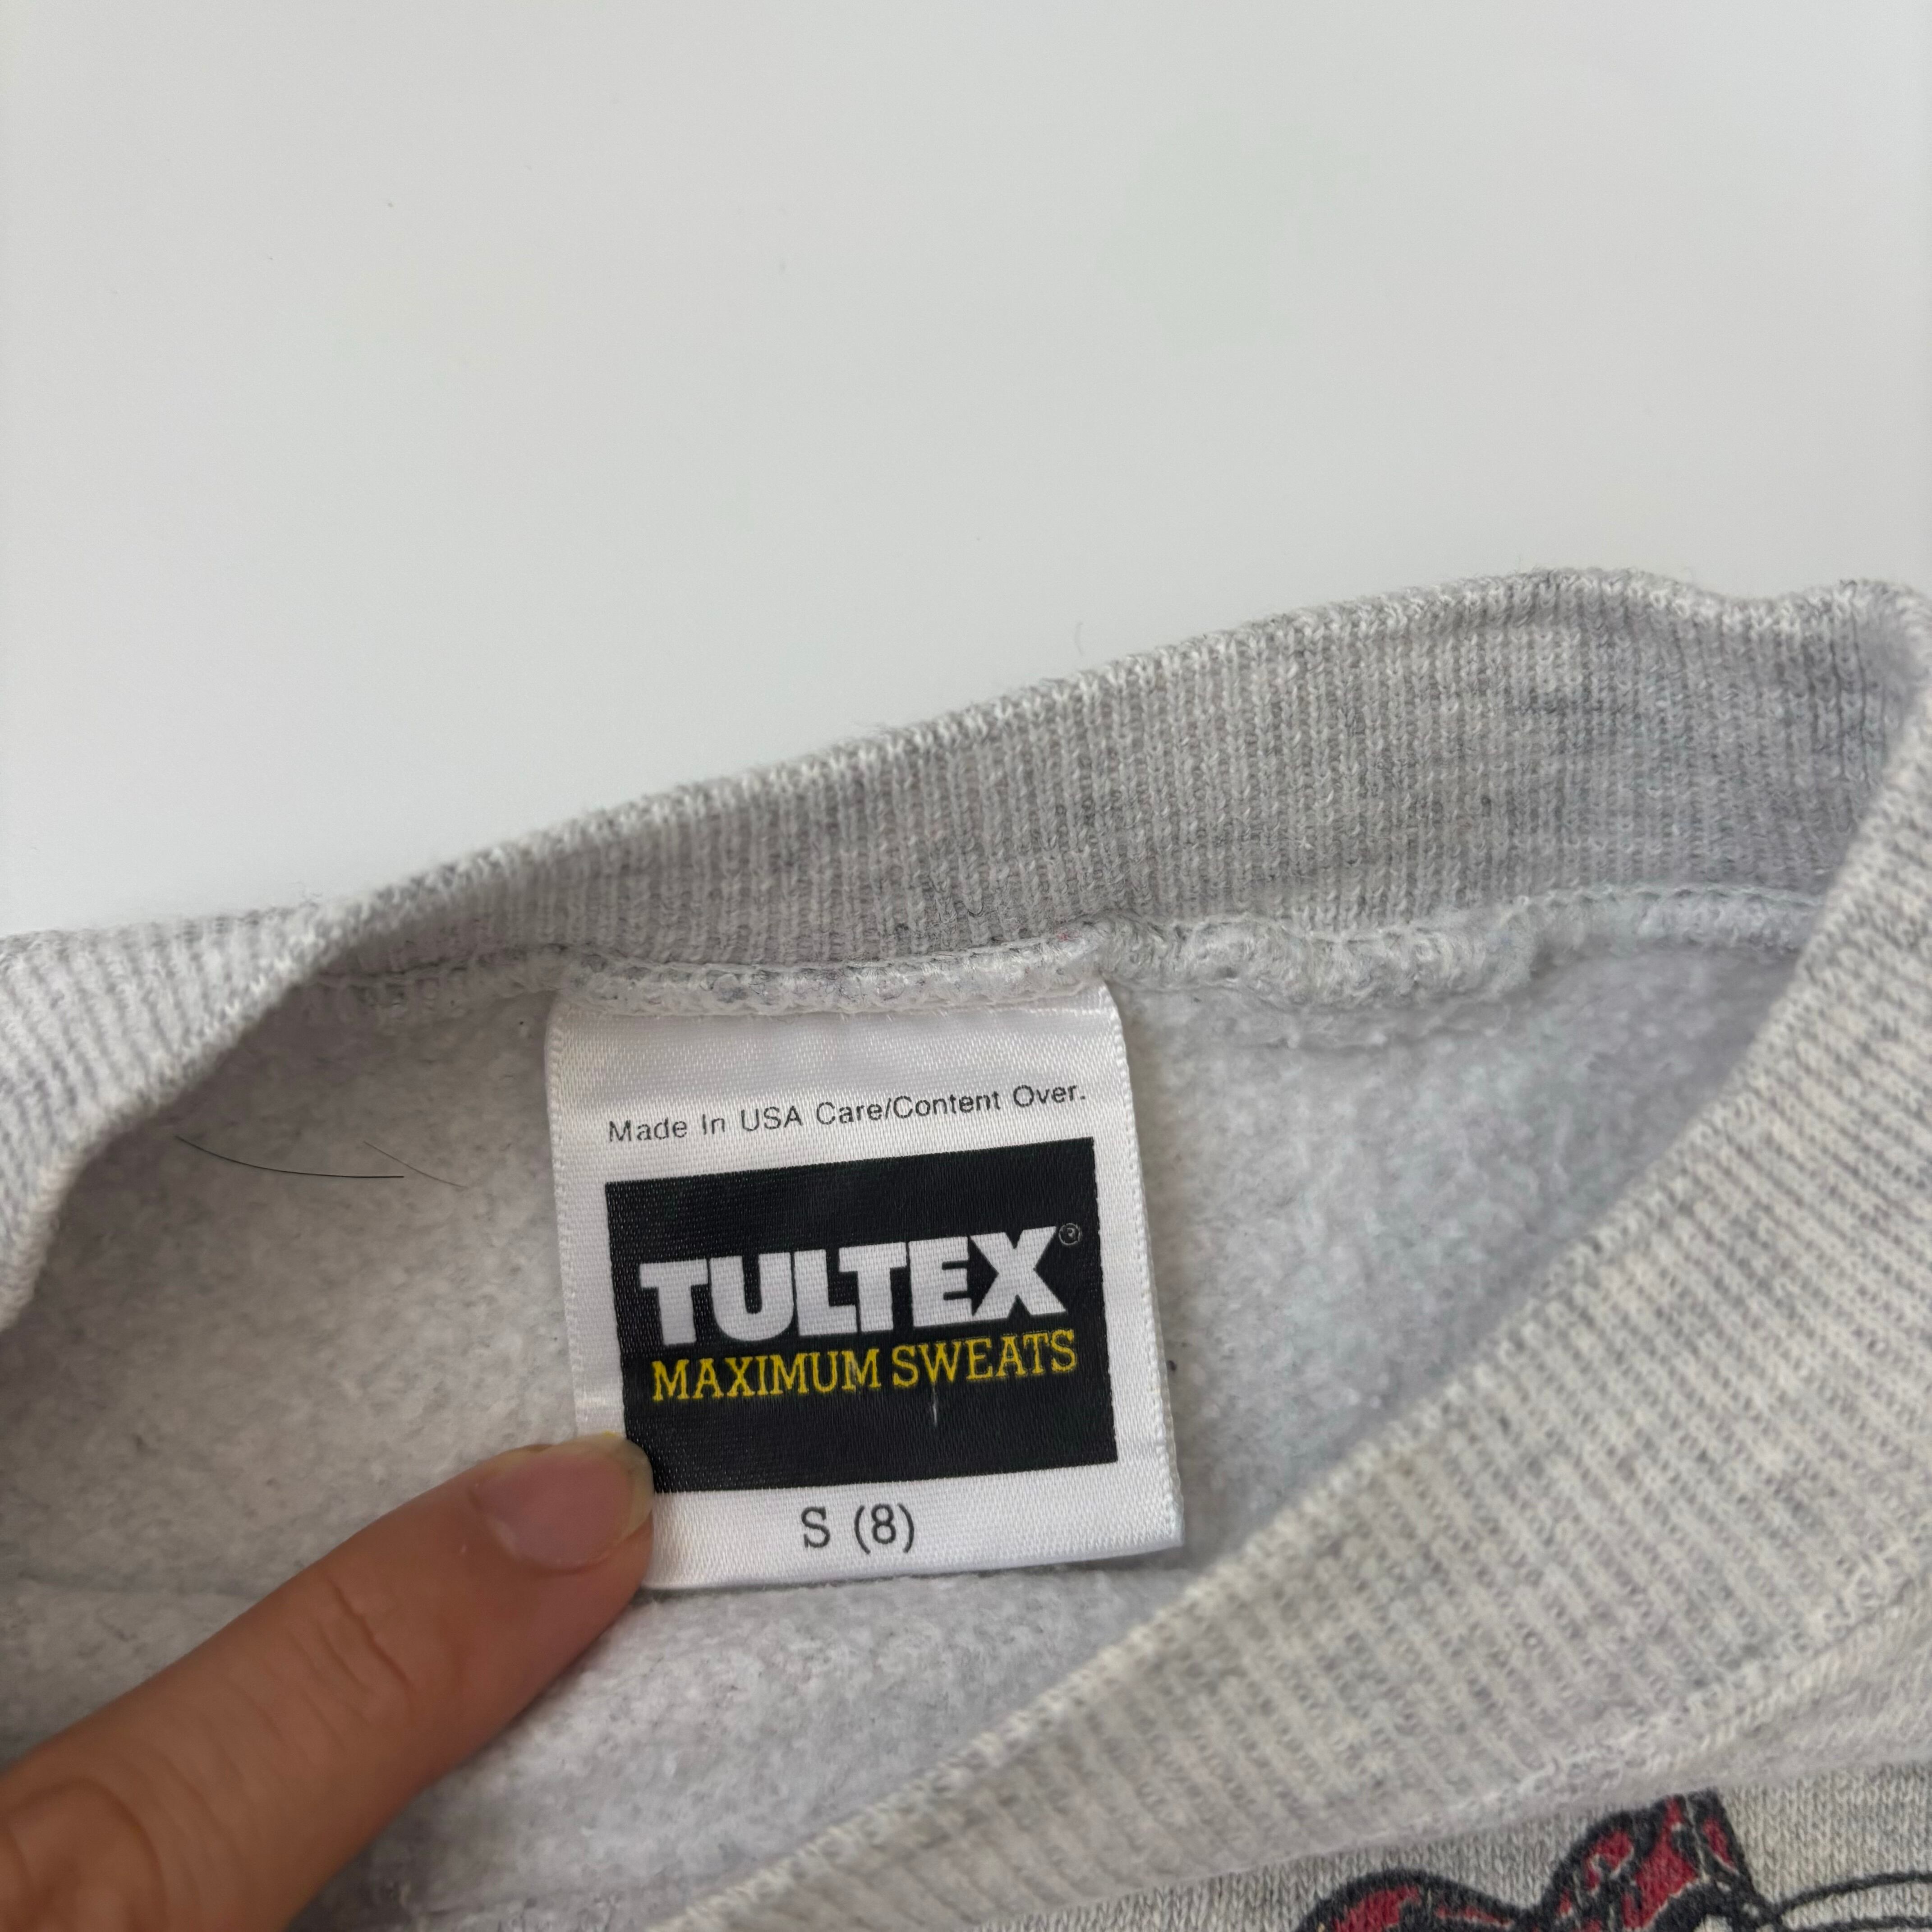 Made In USA Care/Content Over.
TULTEX®
MAXIMUM SWEATS
S (8)